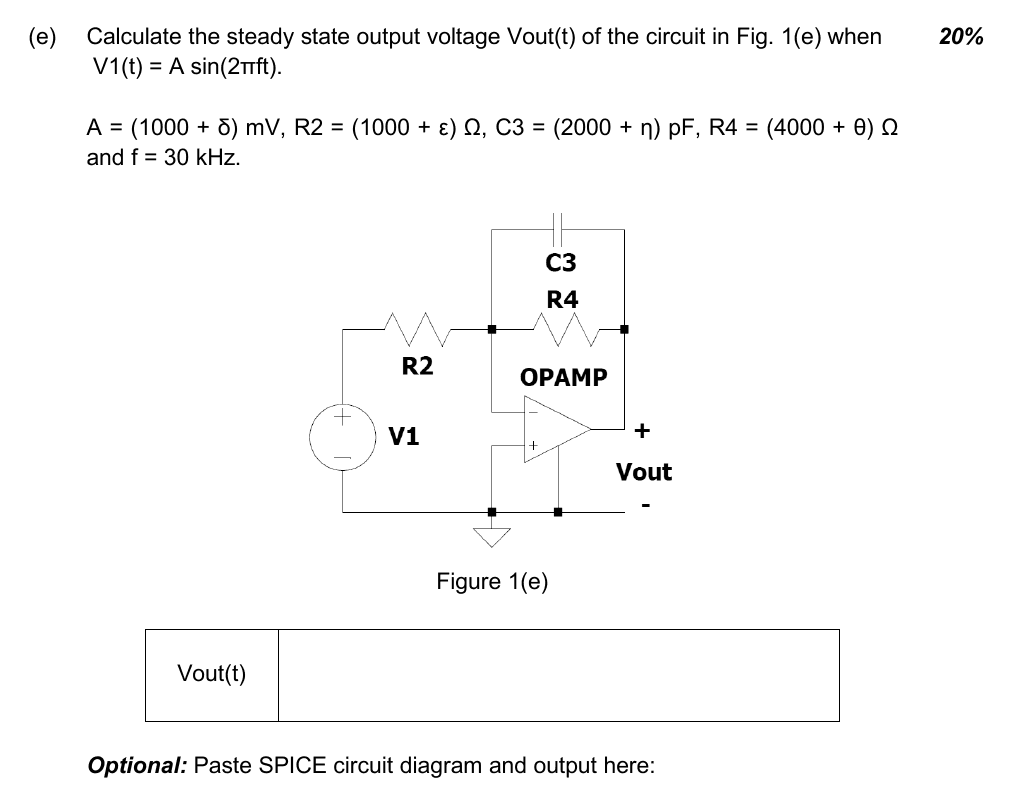 (e) Calculate the steady state output voltage Vout(t) of the circuit in Fig. 1(e) when 20%
V1(t) = A sin(2πft).
A = (1000 + δ) mV, R2 = (1000 + ε) Ω, C3 = (2000 + η) pF, R4 = (4000 + θ) Ω
and f = 30 kHz.
C3
R4
R2
OPAMP
V1
+
Vout
-
Figure 1(e)
Vout(t)
Optional: Paste SPICE circuit diagram and output here: